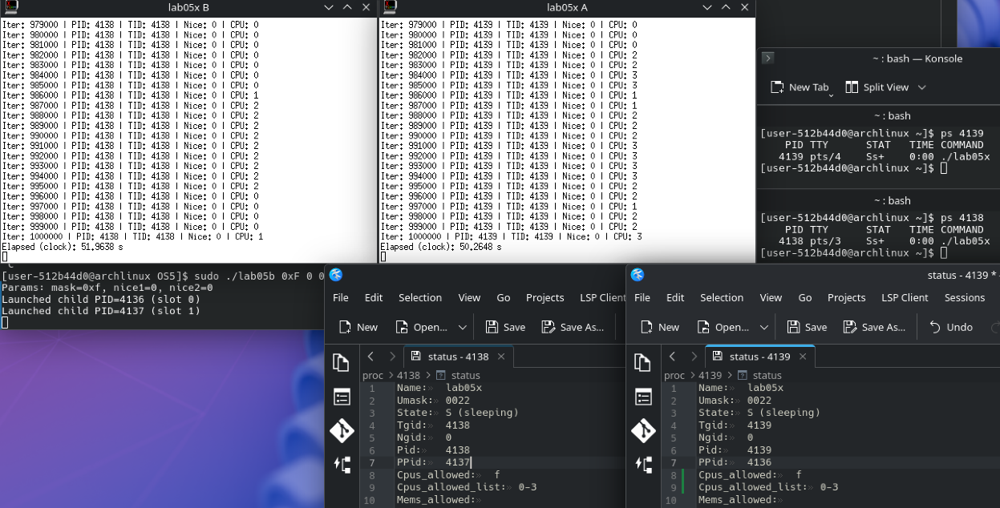 lab05x B
Iter: 979000 | PID: 4138 | TID: 4138 | Nice: 0 | CPU: 0
Iter: 980000 | PID: 4138 | TID: 4138 | Nice: 0 | CPU: 0
Iter: 981000 | PID: 4138 | TID: 4138 | Nice: 0 | CPU: 0
Iter: 982000 | PID: 4138 | TID: 4138 | Nice: 0 | CPU: 0
Iter: 983000 | PID: 4138 | TID: 4138 | Nice: 0 | CPU: 0
Iter: 984000 | PID: 4138 | TID: 4138 | Nice: 0 | CPU: 0
Iter: 985000 | PID: 4138 | TID: 4138 | Nice: 0 | CPU: 0
Iter: 986000 | PID: 4138 | TID: 4138 | Nice: 0 | CPU: 1
Iter: 987000 | PID: 4138 | TID: 4138 | Nice: 0 | CPU: 2
Iter: 988000 | PID: 4138 | TID: 4138 | Nice: 0 | CPU: 2
Iter: 989000 | PID: 4138 | TID: 4138 | Nice: 0 | CPU: 2
Iter: 990000 | PID: 4138 | TID: 4138 | Nice: 0 | CPU: 2
Iter: 991000 | PID: 4138 | TID: 4138 | Nice: 0 | CPU: 2
Iter: 992000 | PID: 4138 | TID: 4138 | Nice: 0 | CPU: 0
Iter: 993000 | PID: 4138 | TID: 4138 | Nice: 0 | CPU: 2
Iter: 994000 | PID: 4138 | TID: 4138 | Nice: 0 | CPU: 2
Iter: 995000 | PID: 4138 | TID: 4138 | Nice: 0 | CPU: 2
Iter: 996000 | PID: 4138 | TID: 4138 | Nice: 0 | CPU: 0
Iter: 997000 | PID: 4138 | TID: 4138 | Nice: 0 | CPU: 0
Iter: 998000 | PID: 4138 | TID: 4138 | Nice: 0 | CPU: 0
Iter: 999000 | PID: 4138 | TID: 4138 | Nice: 0 | CPU: 0
Iter: 1000000 | PID: 4138 | TID: 4138 | Nice: 0 | CPU: 1
Elapsed (clock): 51.9638 s
lab05x A
Iter: 979000 | PID: 4139 | TID: 4139 | Nice: 0 | CPU: 0
Iter: 980000 | PID: 4139 | TID: 4139 | Nice: 0 | CPU: 0
Iter: 981000 | PID: 4139 | TID: 4139 | Nice: 0 | CPU: 0
Iter: 982000 | PID: 4139 | TID: 4139 | Nice: 0 | CPU: 2
Iter: 983000 | PID: 4139 | TID: 4139 | Nice: 0 | CPU: 2
Iter: 984000 | PID: 4139 | TID: 4139 | Nice: 0 | CPU: 3
Iter: 985000 | PID: 4139 | TID: 4139 | Nice: 0 | CPU: 3
Iter: 986000 | PID: 4139 | TID: 4139 | Nice: 0 | CPU: 1
Iter: 987000 | PID: 4139 | TID: 4139 | Nice: 0 | CPU: 1
Iter: 988000 | PID: 4139 | TID: 4139 | Nice: 0 | CPU: 2
Iter: 989000 | PID: 4139 | TID: 4139 | Nice: 0 | CPU: 2
Iter: 990000 | PID: 4139 | TID: 4139 | Nice: 0 | CPU: 2
Iter: 991000 | PID: 4139 | TID: 4139 | Nice: 0 | CPU: 3
Iter: 992000 | PID: 4139 | TID: 4139 | Nice: 0 | CPU: 3
Iter: 993000 | PID: 4139 | TID: 4139 | Nice: 0 | CPU: 3
Iter: 994000 | PID: 4139 | TID: 4139 | Nice: 0 | CPU: 3
Iter: 995000 | PID: 4139 | TID: 4139 | Nice: 0 | CPU: 2
Iter: 996000 | PID: 4139 | TID: 4139 | Nice: 0 | CPU: 2
Iter: 997000 | PID: 4139 | TID: 4139 | Nice: 0 | CPU: 1
Iter: 998000 | PID: 4139 | TID: 4139 | Nice: 0 | CPU: 2
Iter: 999000 | PID: 4139 | TID: 4139 | Nice: 0 | CPU: 2
Iter: 1000000 | PID: 4139 | TID: 4139 | Nice: 0 | CPU: 3
Elapsed (clock): 50.2648 s
~ : bash — Konsole
New Tab
Split View
~ : bash
[user-512b44d0@archlinux ~]$ ps 4139
PID TTY STAT TIME COMMAND
4139 pts/4 Ss+ 0:00 ./lab05x
[user-512b44d0@archlinux ~]$
~ : bash
[user-512b44d0@archlinux ~]$ ps 4138
PID TTY STAT TIME COMMAND
4138 pts/3 Ss+ 0:00 ./lab05x
[user-512b44d0@archlinux ~]$
^C
[user-512b44d0@archlinux OS5]$ sudo ./lab05b 0xF 0 0
Params: mask=0xf, nice1=0, nice2=0
Launched child PID=4136 (slot 0)
Launched child PID=4137 (slot 1)
File Edit Selection View Go Projects LSP Client
New Open... Save Save As...
status - 4138
proc > 4138 > status
1 Name:» lab05x
2 Umask:» 0022
3 State:» S (sleeping)
4 Tgid:» 4138
5 Ngid:» 0
6 Pid:» 4138
7 PPid:» 4137
8 Cpus_allowed:» f
9 Cpus_allowed_list:» 0-3
10 Mems_allowed:»
status - 4139 *
File Edit Selection View Go Projects LSP Client Sessions
New Open... Save Save As... Undo
status - 4139
proc > 4139 > status
1 Name:» lab05x
2 Umask:» 0022
3 State:» S (sleeping)
4 Tgid:» 4139
5 Ngid:» 0
6 Pid:» 4139
7 PPid:» 4136
8 Cpus_allowed:» f
9 Cpus_allowed_list:» 0-3
10 Mems_allowed:»